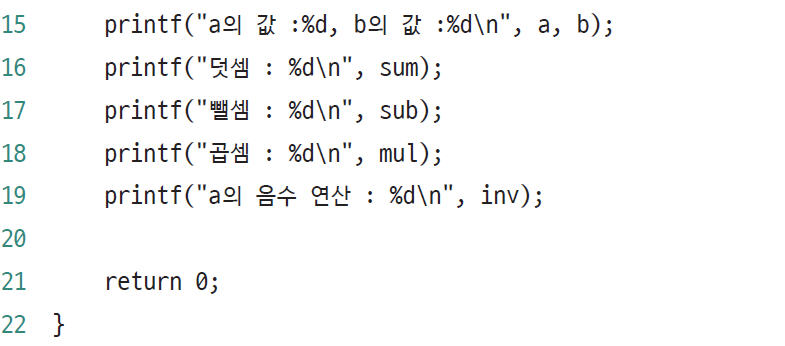 15 printf("a의 값 :%d, b의 값 :%d\n", a, b);
16 printf("덧셈 : %d\n", sum);
17 printf("뺄셈 : %d\n", sub);
18 printf("곱셈 : %d\n", mul);
19 printf("a의 음수 연산 : %d\n", inv);
20
21 return 0;
22 }